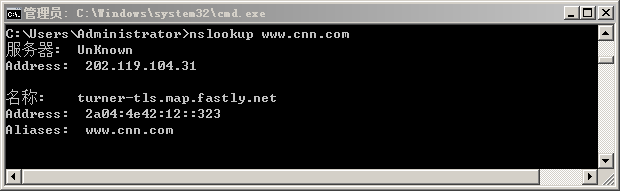 管理员: C:\Windows\system32\cmd.exe
C:\Users\Administrator>nslookup www.cnn.com
服务器:  UnKnown
Address:  202.119.104.31
名称:    turner-tls.map.fastly.net
Address:  2a04:4e42:12::323
Aliases:  www.cnn.com